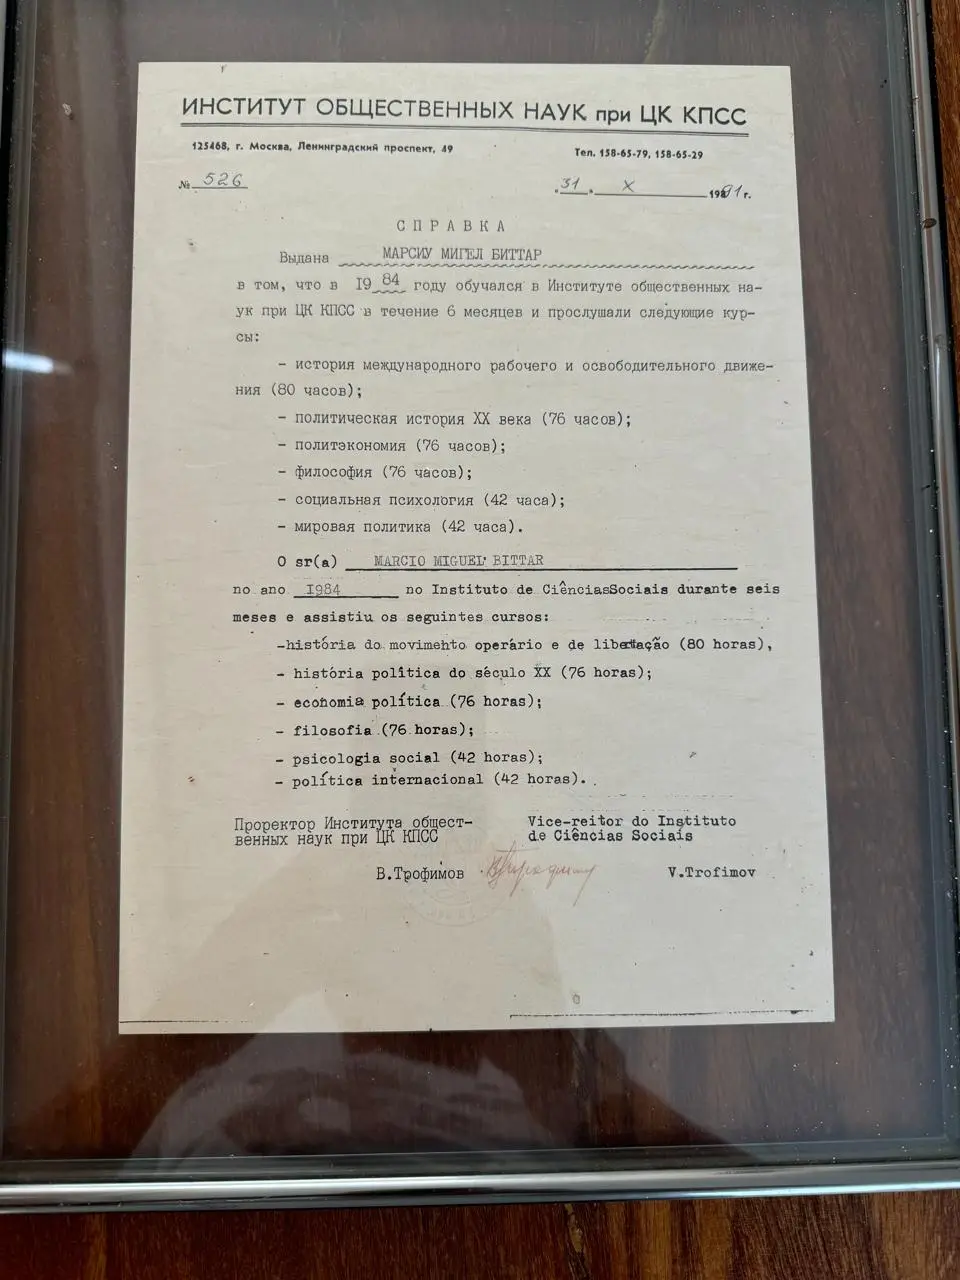 ИНСТИТУТ ОБЩЕСТВЕННЫХ НАУК при ЦК КПСС
125468, г. Москва, Ленинградский проспект, 49 Тел. 158-65-79, 158-65-29
№ 526 "31" X 1991 г.
СПРАВКА
Выдана МАРСИУ МИГЕЛ БИТТАР
в том, что в 1984 году обучался в Институте общественных на-
ук при ЦК КПСС в течение 6 месяцев и прослушали следующие кур-
сы:
- история международного рабочего и освободительного движе-
ния (80 часов);
- политическая история XX века (76 часов);
- политэкономия (76 часов);
- философия (76 часов);
- социальная психология (42 часа);
- мировая политика (42 часа).
O sr(a) MARCIO MIGUEL BITTAR
no ano 1984 no Instituto de CiênciasSociais durante seis
meses e assistiu os seguintes cursos:
-história do movimento operário e de libertação (80 horas),
- história política do século XX (76 horas);
- economia política (76 horas);
- filosofia (76 horas);
- psicologia social (42 horas);
- política internacional (42 horas).
Проректор Института общест- Vice-reitor do Instituto
венных наук при ЦК КПСС de Ciências Sociais
В.Трофимов V.Trofimov